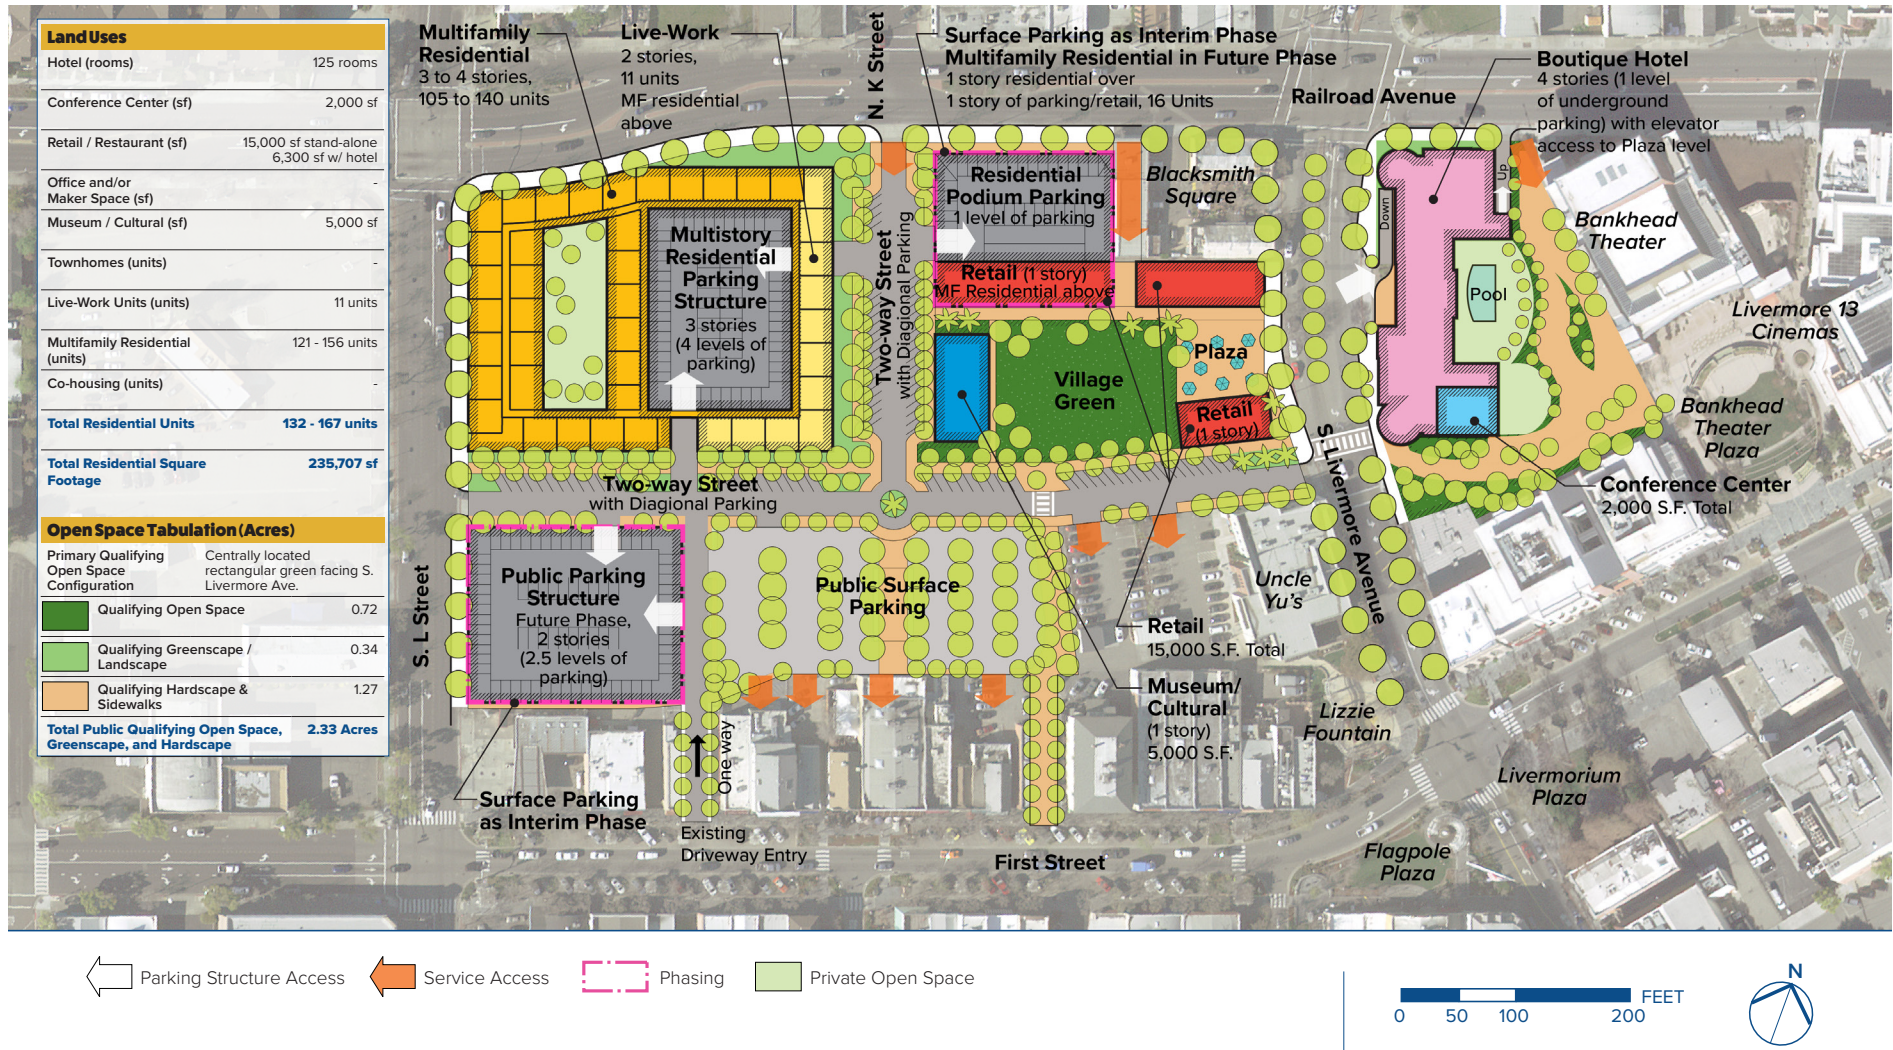 Land Uses
Hotel (rooms) 125 rooms
Conference Center (sf) 2,000 sf
Retail / Restaurant (sf) 15,000 sf stand-alone
6,300 sf w/ hotel
Office and/or
Maker Space (sf) -
Museum / Cultural (sf) 5,000 sf
Townhomes (units) -
Live-Work Units (units) 11 units
Multifamily Residential
(units) 121 - 156 units
Co-housing (units) -
Total Residential Units 132 - 167 units
Total Residential Square
Footage 235,707 sf
Open Space Tabulation (Acres)
Primary Qualifying
Open Space
Configuration
Centrally located
rectangular green facing S.
Livermore Ave.
Qualifying Open Space 0.72
Qualifying Greenscape /
Landscape 0.34
Qualifying Hardscape &
Sidewalks 1.27
Total Public Qualifying Open Space,
Greenscape, and Hardscape 2.33 Acres
Multifamily
Residential
3 to 4 stories,
105 to 140 units
Live-Work
2 stories,
11 units
MF residential
above
N. K Street
Surface Parking as Interim Phase
Multifamily Residential in Future Phase
1 story residential over
1 story of parking/retail, 16 Units
Railroad Avenue
Boutique Hotel
4 stories (1 level
of underground
parking) with elevator
access to Plaza level
Residential
Podium Parking
1 level of parking
Blacksmith
Square
Up
Down
Bankhead
Theater
Multistory
Residential
Parking
Structure
3 stories
(4 levels of
parking)
Two-way Street
with Diagional Parking
Retail (1 story)
MF Residential above
Pool
Livermore 13
Cinemas
Plaza
Village
Green
Retail
(1 story)
Bankhead
Theater
Plaza
S. Livermore Avenue
Two-way Street
with Diagional Parking
Conference Center
2,000 S.F. Total
S. L Street
Public Parking
Structure
Future Phase,
2 stories
(2.5 levels of
parking)
Public Surface
Parking
Uncle
Yu's
Retail
15,000 S.F. Total
Museum/
Cultural
(1 story)
5,000 S.F.
Lizzie
Fountain
Livermorium
Plaza
One way
Surface Parking
as Interim Phase
Existing
Driveway Entry
First Street
Flagpole
Plaza
Parking Structure Access
Service Access
Phasing
Private Open Space
0 50 100 200 FEET
N